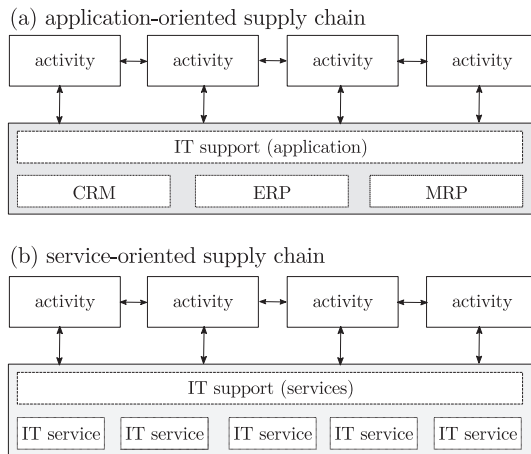 (a) application-oriented supply chain
activity activity activity activity
IT support (application)
CRM ERP MRP
(b) service-oriented supply chain
activity activity activity activity
IT support (services)
IT service IT service IT service IT service IT service